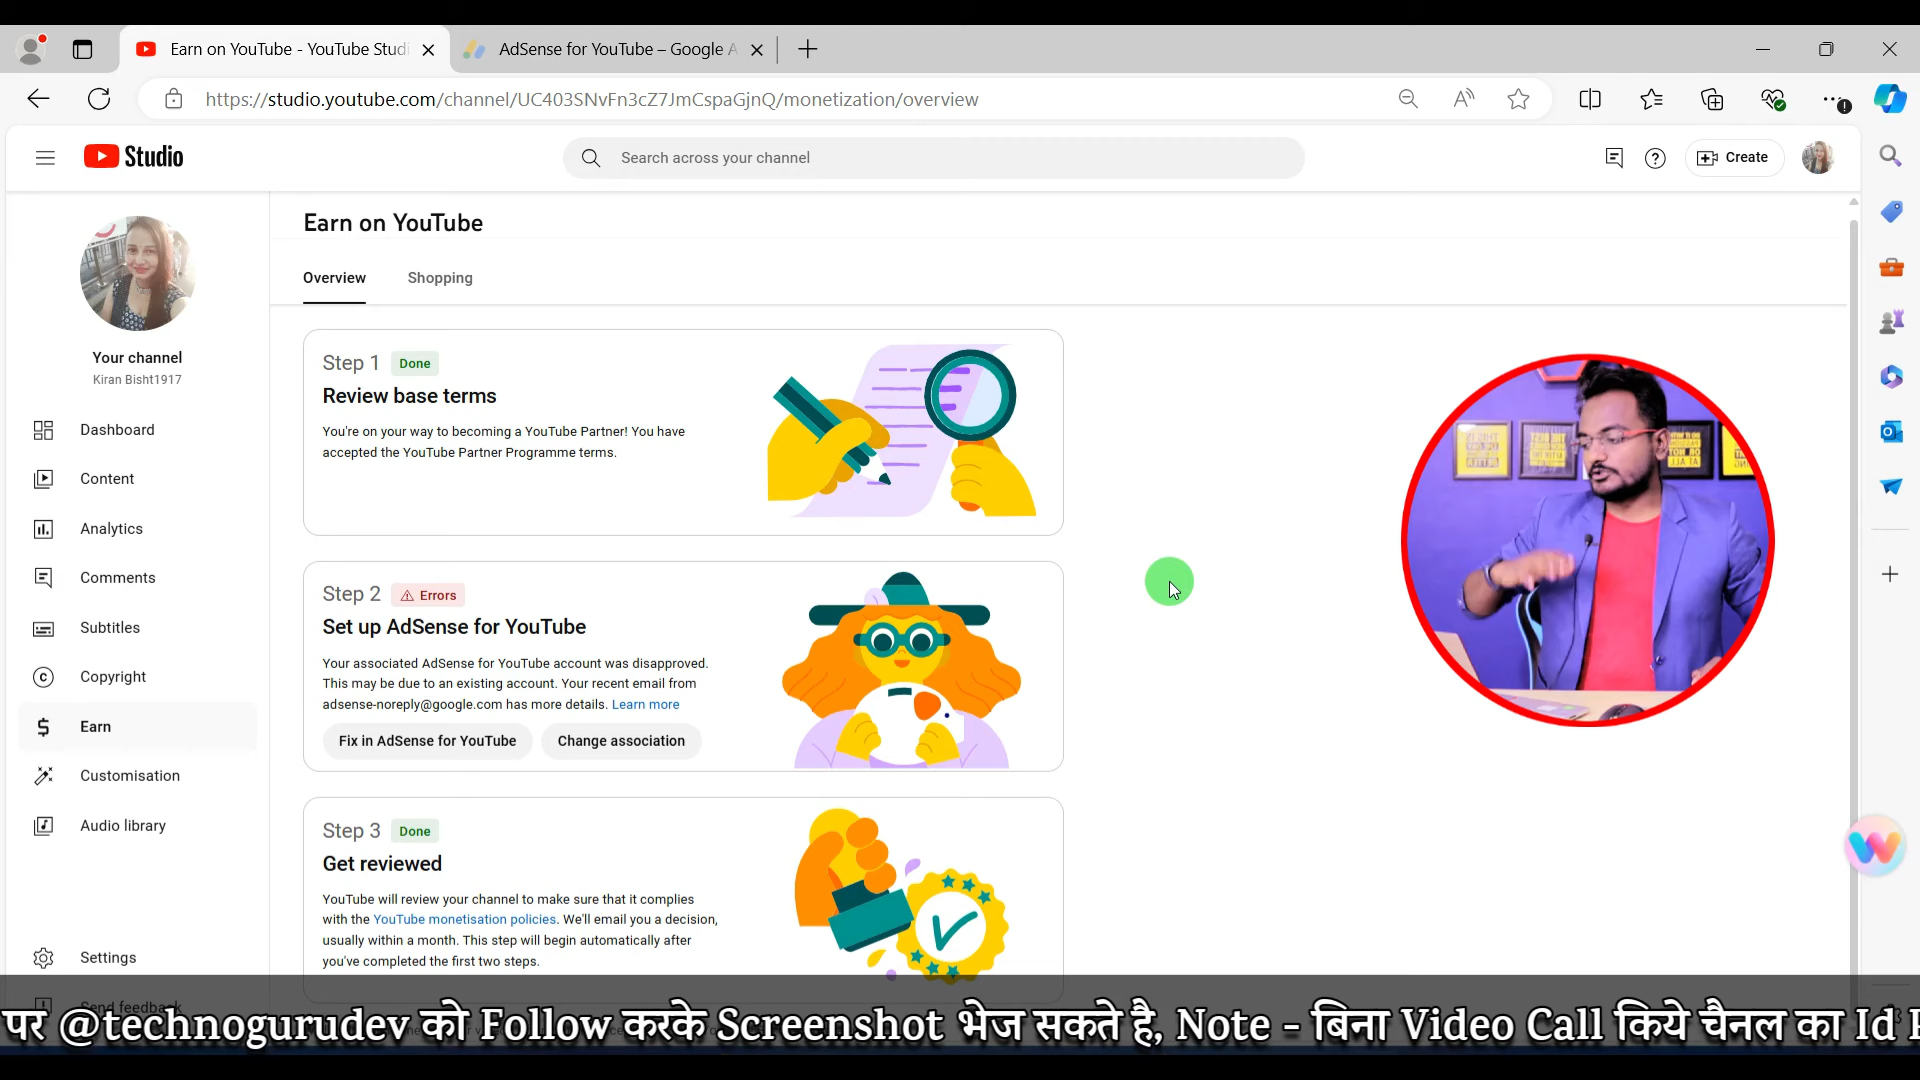 Earn on YouTube - YouTube Studi
AdSense for YouTube – Google A
https://studio.youtube.com/channel/UC403SNvFn3cZ7JmCspaGjnQ/monetization/overview
Studio
Search across your channel
Create
Your channel
Kiran Bisht1917
Dashboard
Content
Analytics
Comments
Subtitles
Copyright
Earn
Customisation
Audio library
Settings
Send feedback
Earn on YouTube
Overview
Shopping
Step 1
Done
Review base terms
You're on your way to becoming a YouTube Partner! You have
accepted the YouTube Partner Programme terms.
Step 2
Errors
Set up AdSense for YouTube
Your associated AdSense for YouTube account was disapproved.
This may be due to an existing account. Your recent email from
adsense-noreply@google.com has more details. Learn more
Fix in AdSense for YouTube
Change association
Step 3
Done
Get reviewed
YouTube will review your channel to make sure that it complies
with the YouTube monetisation policies. We'll email you a decision,
usually within a month. This step will begin automatically after
you've completed the first two steps.
पर @technogurudev को Follow करके Screenshot भेज सकते है, Note - बिना Video Call किये चैनल का Id